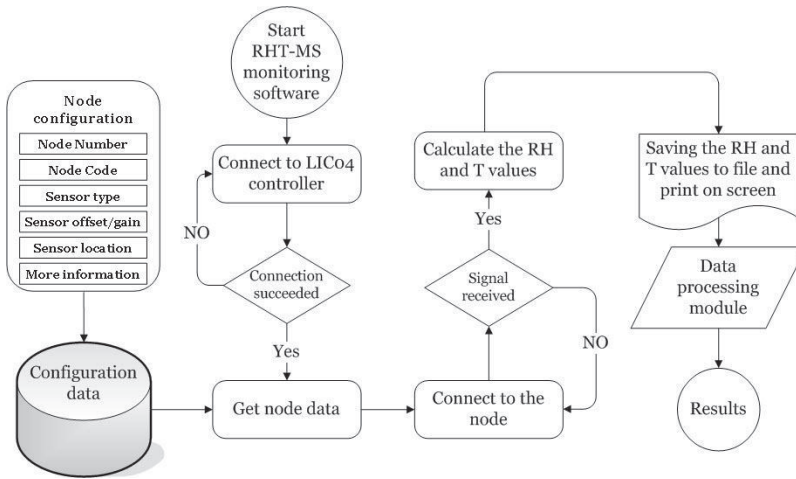 Node
configuration
Node Number
Node Code
Sensor type
Sensor offset/gain
Sensor location
More information
Configuration
data
Start
RHT-MS
monitoring
software
Connect to LIC04
controller
NO
Connection
succeeded
Yes
Get node data
Calculate the RH
and T values
Yes
Signal
received
NO
Connect to the
node
Saving the RH and
T values to file and
print on screen
Data
processing
module
Results